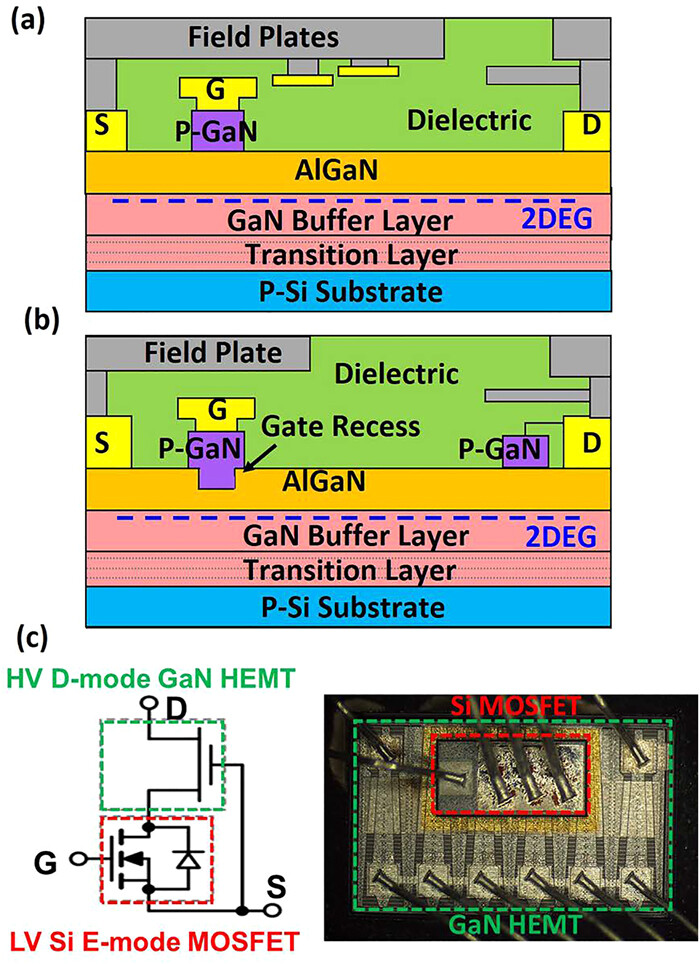 (a)
Field Plates
G
S
P-GaN
Dielectric
D
AlGaN
GaN Buffer Layer
2DEG
Transition Layer
P-Si Substrate
(b)
Field Plate
Dielectric
G
Gate Recess
S
P-GaN
P-GaN
D
AlGaN
GaN Buffer Layer
2DEG
Transition Layer
P-Si Substrate
(c)
HV D-mode GaN HEMT
D
G
S
LV Si E-mode MOSFET
Si MOSFET
GaN HEMT